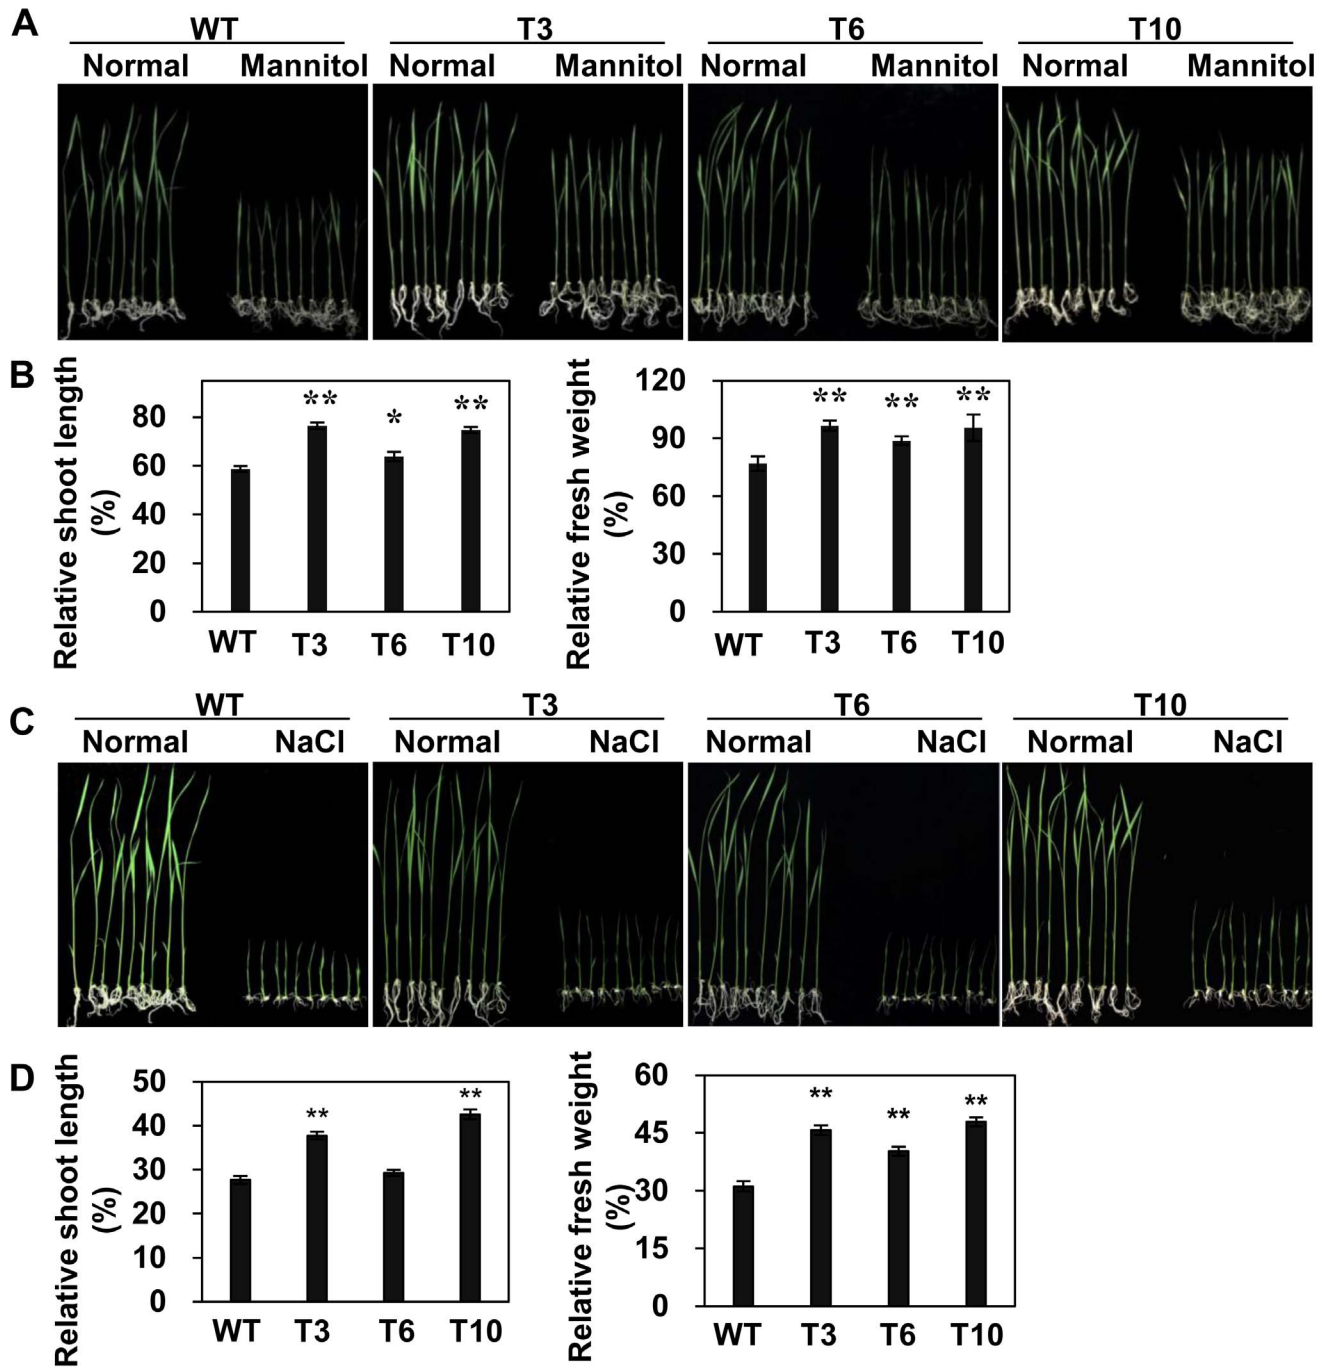 A
WT T3 T6 T10
Normal Mannitol Normal Mannitol Normal Mannitol Normal Mannitol
B
Relative shoot length
(%)
80
60
40
20
0
** * **
WT T3 T6 T10
Relative fresh weight
(%)
120
90
60
30
0
** ** **
WT T3 T6 T10
C
WT T3 T6 T10
Normal NaCl Normal NaCl Normal NaCl Normal NaCl
D
Relative shoot length
(%)
50
40
30
20
10
0
** **
WT T3 T6 T10
Relative fresh weight
(%)
60
45
30
15
0
** ** **
WT T3 T6 T10